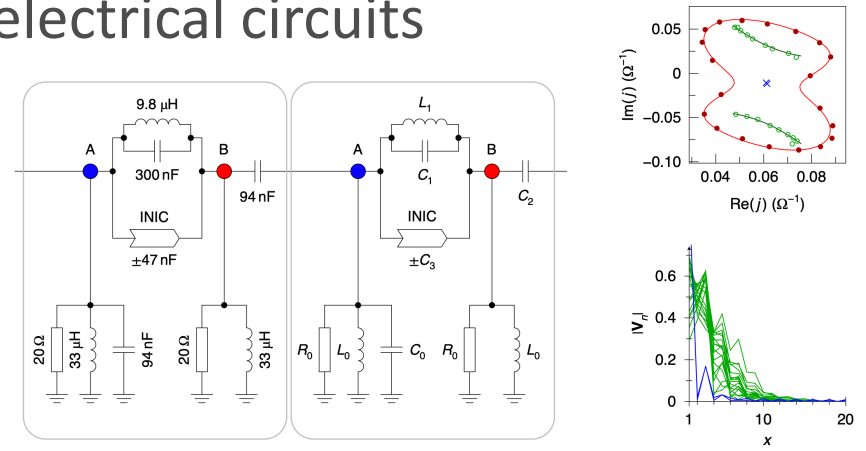 electrical circuits
9.8 µH
A
B
300 nF
94 nF
INIC
±47 nF
20 Ω
33 µH
94 nF
20 Ω
33 µH
L₁
A
B
C₁
C₂
INIC
±C₃
R₀
L₀
C₀
R₀
L₀
Im(j) (Ω⁻¹)
0.05
0
−0.05
−0.10
0.04
0.06
0.08
Re(j) (Ω⁻¹)
|Vₙ|
0.6
0.4
0.2
0
1
10
20
x